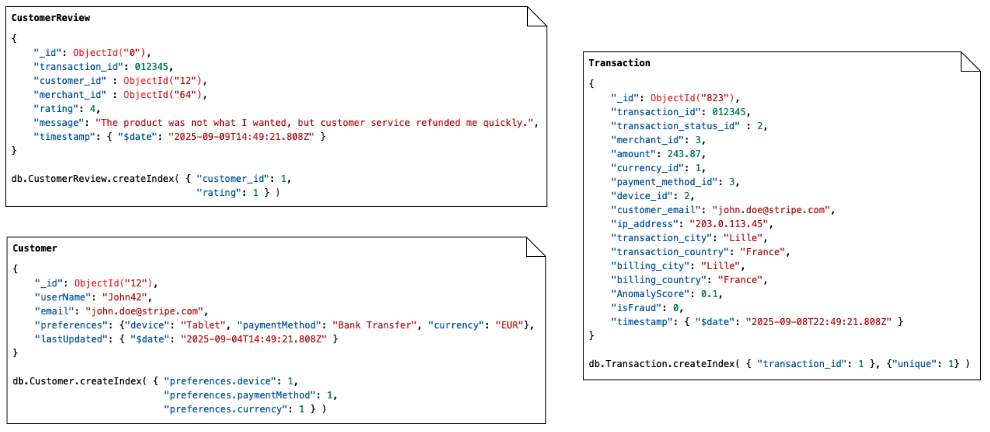 CustomerReview
{
"_id": ObjectId("0"),
"transaction_id": 012345,
"customer_id" : ObjectId("12"),
"merchant_id" : ObjectId("64"),
"rating": 4,
"message": "The product was not what I wanted, but customer service refunded me quickly.",
"timestamp": { "$date": "2025-09-09T14:49:21.808Z" }
}
db.CustomerReview.createIndex( { "customer_id": 1,
"rating": 1 } )
Customer
{
"_id": ObjectId("12"),
"userName": "John42",
"email": "john.doe@stripe.com",
"preferences": {"device": "Tablet", "paymentMethod": "Bank Transfer", "currency": "EUR"},
"lastUpdated": { "$date": "2025-09-04T14:49:21.808Z" }
}
db.Customer.createIndex( { "preferences.device": 1,
"preferences.paymentMethod": 1,
"preferences.currency": 1 } )
Transaction
{
"_id": ObjectId("823"),
"transaction_id": 012345,
"transaction_status_id" : 2,
"merchant_id": 3,
"amount": 243.87,
"currency_id": 1,
"payment_method_id": 3,
"device_id": 2,
"customer_email": "john.doe@stripe.com",
"ip_address": "203.0.113.45",
"transaction_city": "Lille",
"transaction_country": "France",
"billing_city": "Lille",
"billing_country": "France",
"AnomalyScore": 0.1,
"isFraud": 0,
"timestamp": { "$date": "2025-09-08T22:49:21.808Z" }
}
db.Transaction.createIndex( { "transaction_id": 1 }, {"unique": 1} )